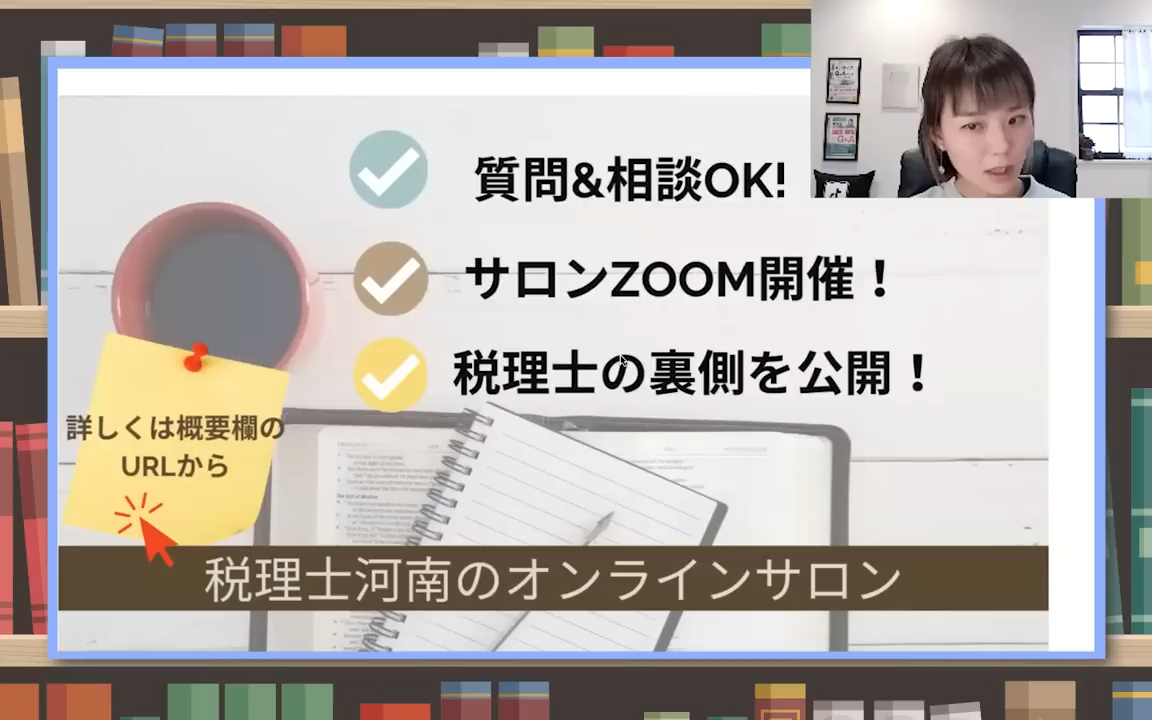 質問&相談OK!
サロンZOOM開催！
税理士の裏側を公開！
詳しくは概要欄の
URLから
税理士河南のオンラインサロン